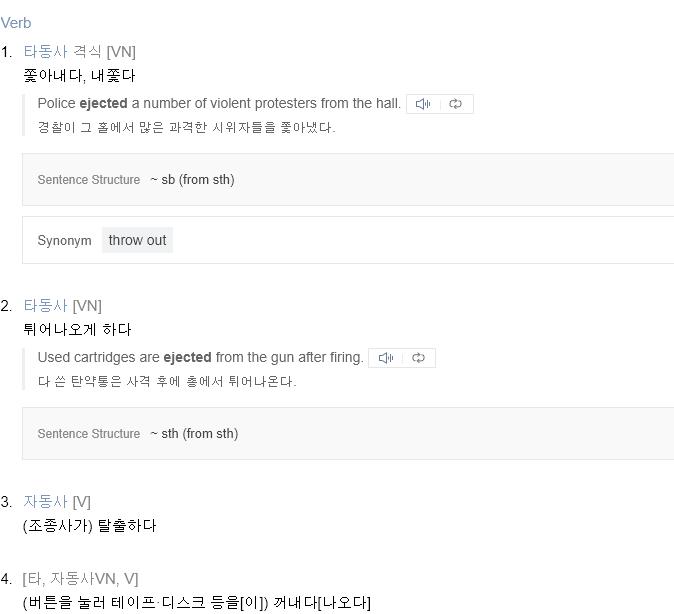 Verb
1. 타동사 격식 [VN]
쫓아내다, 내쫓다
Police ejected a number of violent protesters from the hall.
경찰이 그 홀에서 많은 과격한 시위자들을 쫓아냈다.
Sentence Structure ~ sb (from sth)
Synonym throw out
2. 타동사 [VN]
튀어나오게 하다
Used cartridges are ejected from the gun after firing.
다 쓴 탄약통은 사격 후에 총에서 튀어나온다.
Sentence Structure ~ sth (from sth)
3. 자동사 [V]
(조종사가) 탈출하다
4. [타, 자동사VN, V]
(버튼을 눌러 테이프·디스크 등을[이]) 꺼내다[나오다]